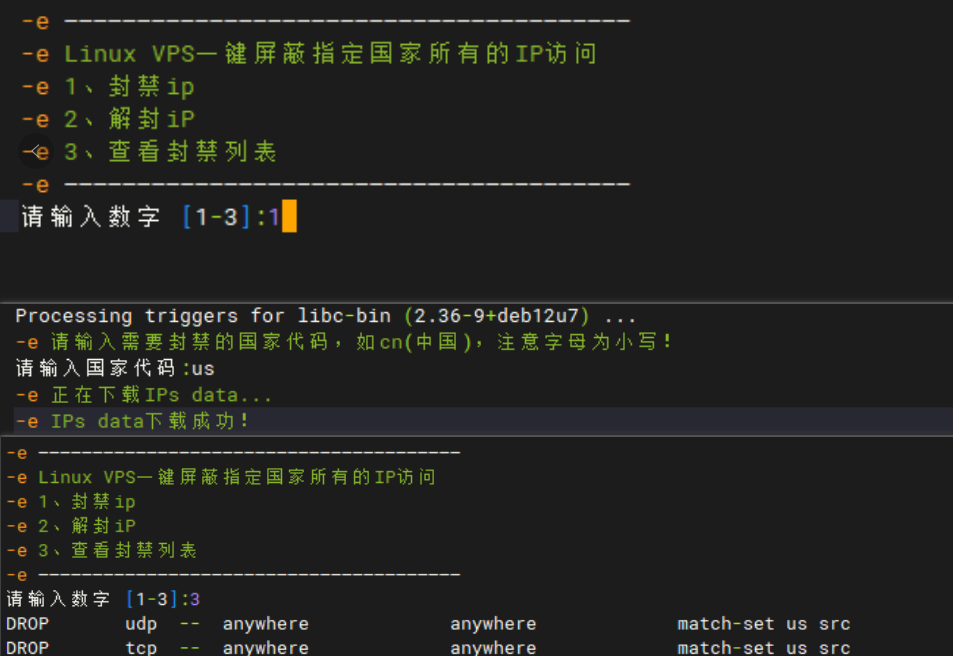 -e ---------------------------------------
-e Linux VPS一键屏蔽指定国家所有的IP访问
-e 1、封禁ip
-e 2、解封iP
-e 3、查看封禁列表
-e ---------------------------------------
请输入数字 [1-3]:1
Processing triggers for libc-bin (2.36-9+deb12u7) ...
-e 请输入需要封禁的国家代码，如cn(中国)，注意字母为小写！
请输入国家代码:us
-e 正在下载IPs data...
-e IPs data下载成功！
-e ---------------------------------------
-e Linux VPS一键屏蔽指定国家所有的IP访问
-e 1、封禁ip
-e 2、解封iP
-e 3、查看封禁列表
-e ---------------------------------------
请输入数字 [1-3]:3
DROP udp -- anywhere anywhere match-set us src
DROP tcp -- anywhere anywhere match-set us src